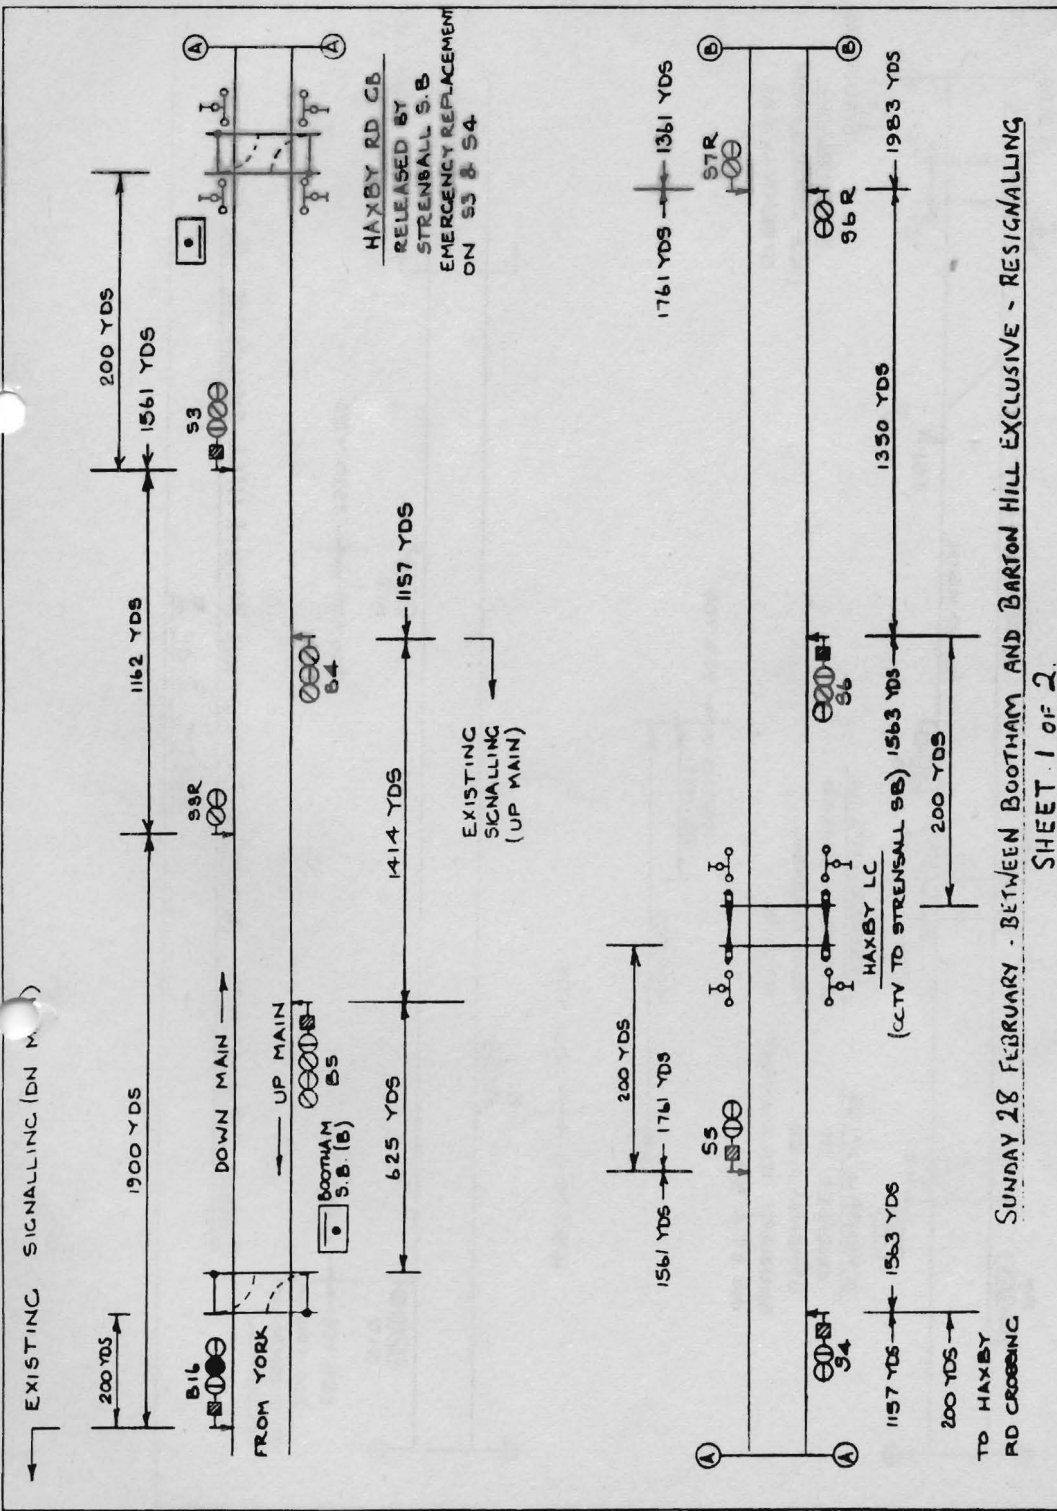 EXISTING SIGNALLING (DN M
200 YDS
1900 YDS
1162 YDS
1561 YDS
200 YDS
B16
S3R
S3
A
A
FROM YORK
DOWN MAIN
UP MAIN
BOOTHAM
S.B. (B)
B5
B4
625 YDS
1414 YDS
1157 YDS
EXISTING
SIGNALLING
(UP MAIN)
HAXBY RD CB
RELEASED BY
STRENSALL S.B
EMERGENCY REPLACEMENT
ON S3 & S4
1561 YDS
1761 YDS
200 YDS
1761 YDS
1361 YDS
S5
S7R
A
A
B
B
S4
S6
S6R
HAXBY LC
(CCTV TO STRENSALL SB)
1157 YDS
1563 YDS
1563 YDS
1350 YDS
1983 YDS
200 YDS
200 YDS
TO HAXBY
RD CROSSING
SUNDAY 28 FEBRUARY - BETWEEN BOOTHAM AND BARTON HILL EXCLUSIVE - RESIGNALLING
SHEET 1 OF 2.